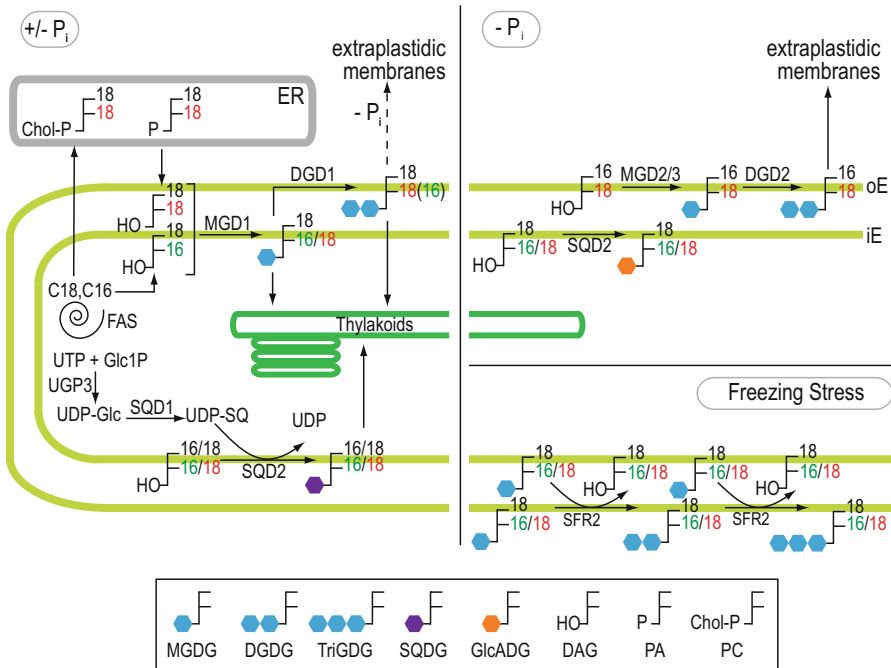 +/- Pi
ER
18
18
Chol-P
18
18
P
extraplastidic
membranes
- Pi
18
18
HO
18
16
HO
MGD1
18
16/18
DGD1
18
18(16)
C18,C16
FAS
Thylakoids
UTP + Glc1P
UGP3
UDP-Glc
SQD1
UDP-SQ
UDP
16/18
16/18
HO
SQD2
16/18
16/18
- Pi
extraplastidic
membranes
16
18
HO
MGD2/3
16
18
DGD2
16
18
oE
18
16/18
HO
SQD2
18
16/18
iE
Freezing Stress
18
16/18
18
16/18
HO
18
16/18
18
16/18
HO
18
16/18
SFR2
18
16/18
SFR2
18
16/18
HO
P
Chol-P
MGDG
DGDG
TriGDG
SQDG
GlcADG
DAG
PA
PC